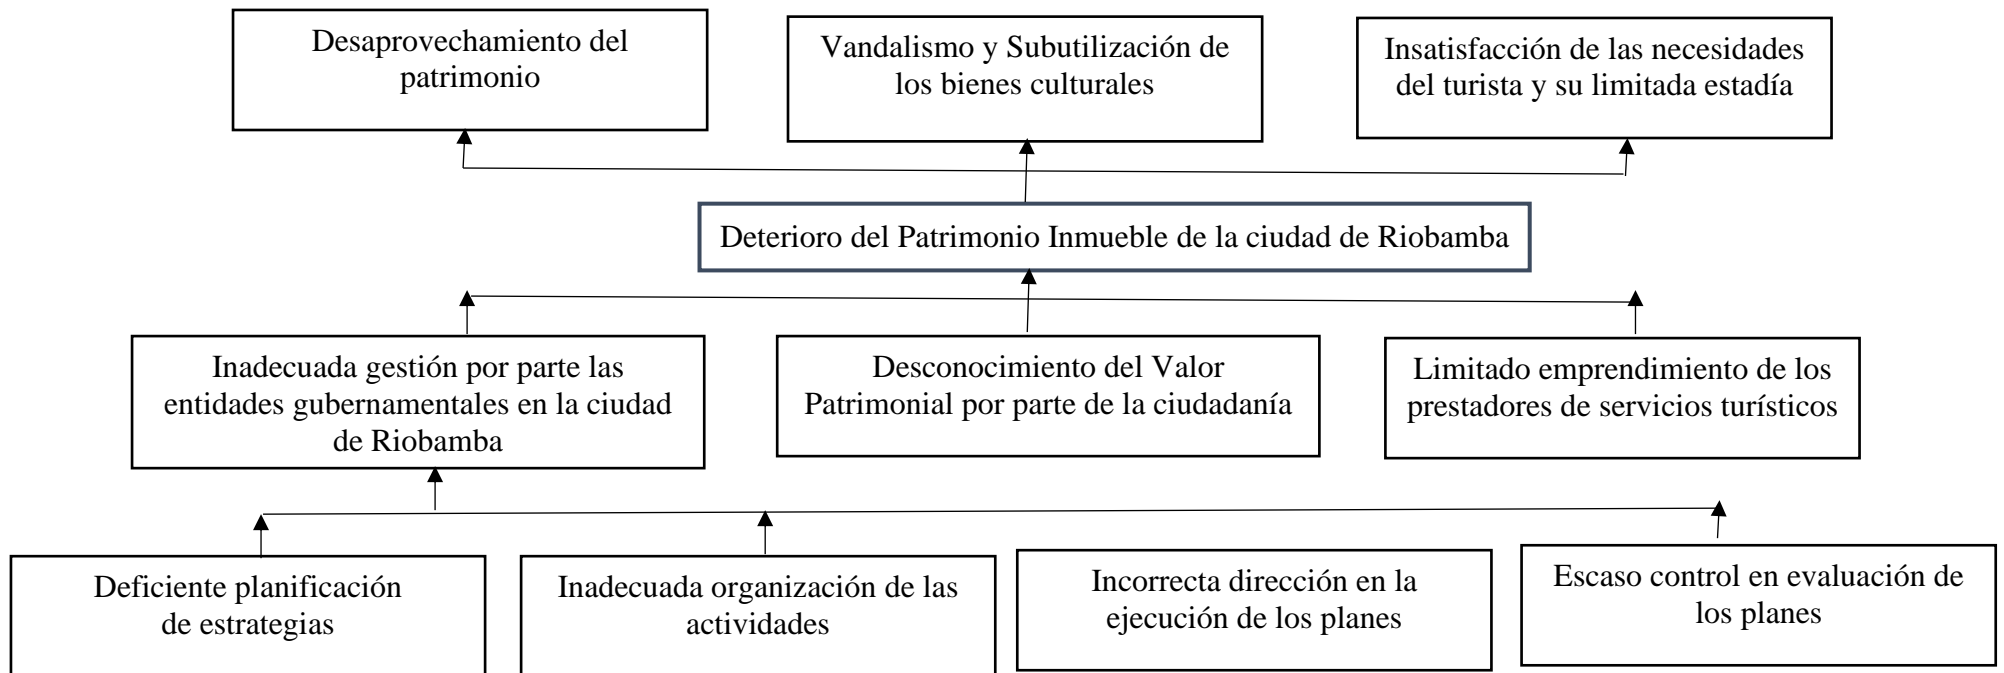 Desaprovechamiento del
patrimonio
Vandalismo y Subutilización de
los bienes culturales
Insatisfacción de las necesidades
del turista y su limitada estadía
Deterioro del Patrimonio Inmueble de la ciudad de Riobamba
Inadecuada gestión por parte las
entidades gubernamentales en la ciudad
de Riobamba
Desconocimiento del Valor
Patrimonial por parte de la ciudadanía
Limitado emprendimiento de los
prestadores de servicios turísticos
Deficiente planificación
de estrategias
Inadecuada organización de las
actividades
Incorrecta dirección en la
ejecución de los planes
Escaso control en evaluación de
los planes